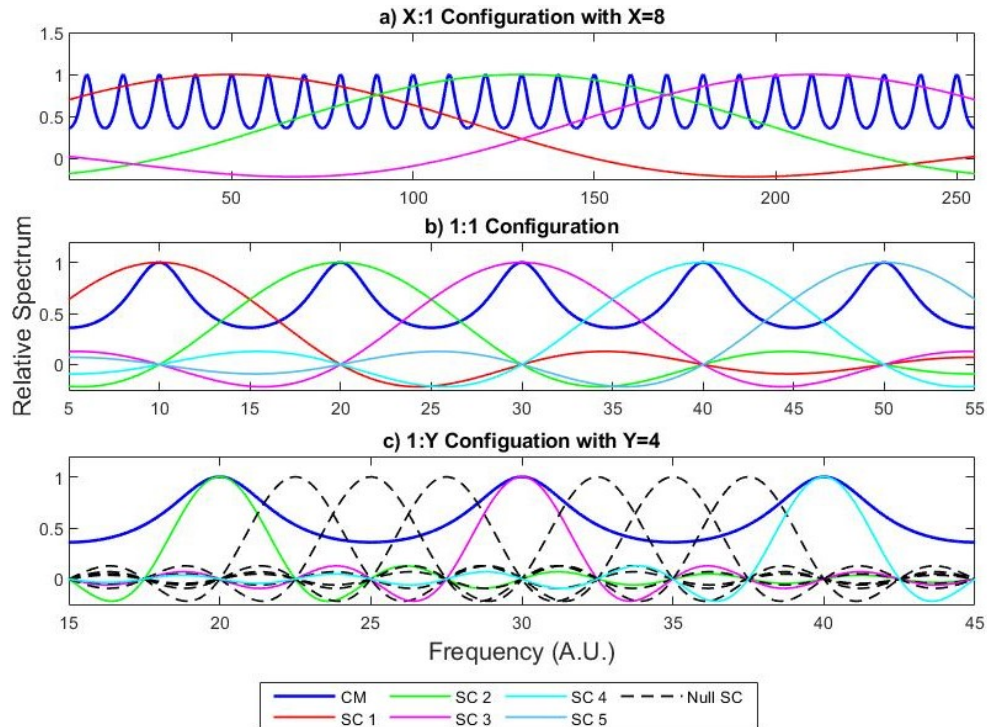 a) X:1 Configuration with X=8
1.5
1
0.5
0
50 100 150 200 250
b) 1:1 Configuration
1
0.5
0
5 10 15 20 25 30 35 40 45 50 55
Relative Spectrum
c) 1:Y Configuation with Y=4
1
0.5
0
15 20 25 30 35 40 45
Frequency (A.U.)
CM SC 2 SC 4 Null SC
SC 1 SC 3 SC 5